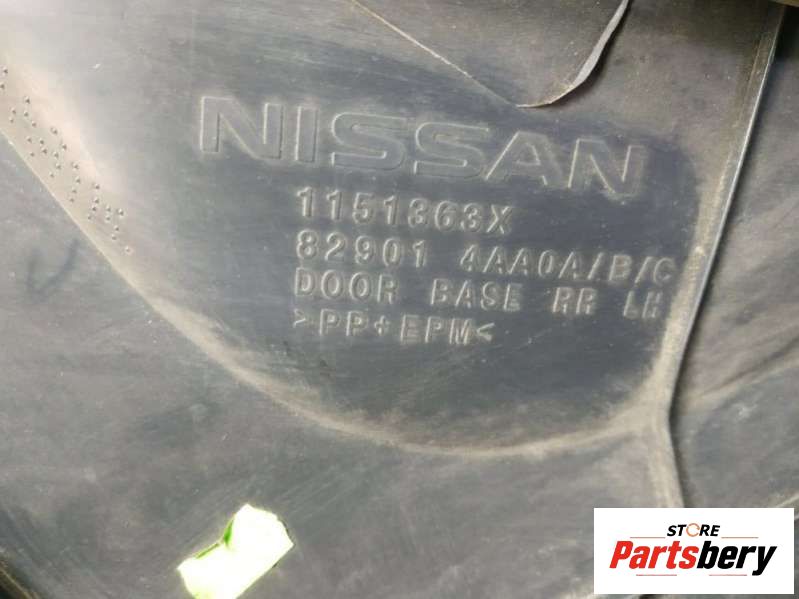 NISSAN
1151363X
82901 4AA0A/B/C
DOOR BASE RR LH
>PP+EPM<
STORE
Partsbery